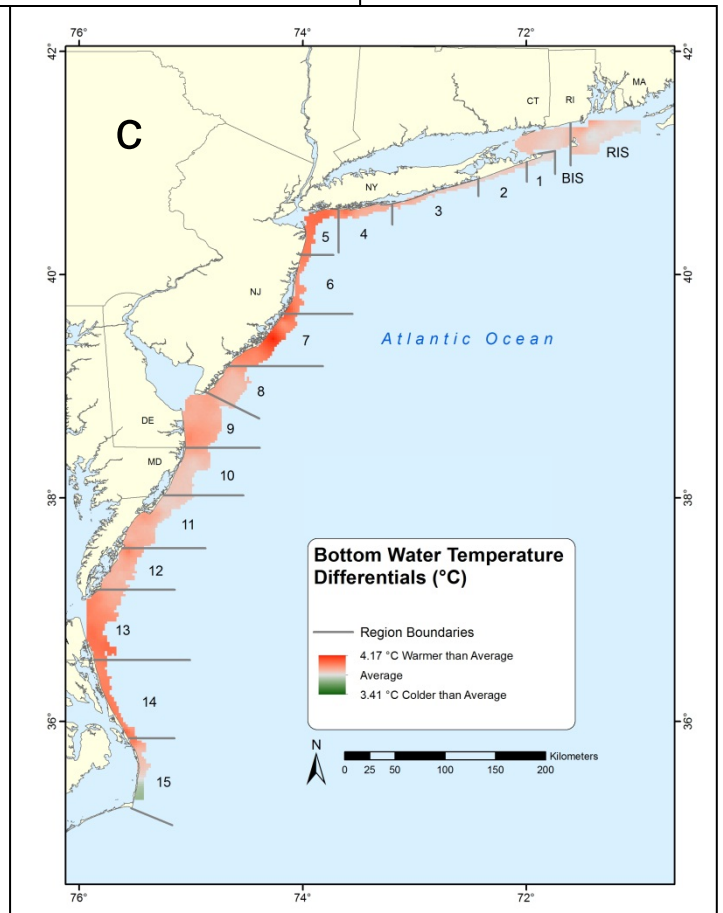 76°
74°
72°
42°
42°
C
MA
CT
RI
RIS
BIS
NY
1
2
3
4
5
40°
40°
6
NJ
7
Atlantic Ocean
8
DE
9
MD
10
38°
38°
11
12
13
14
36°
36°
15
Bottom Water Temperature
Differentials (°C)
Region Boundaries
4.17 °C Warmer than Average
Average
3.41 °C Colder than Average
N
Kilometers
0 25 50 100 150 200
76°
74°
72°